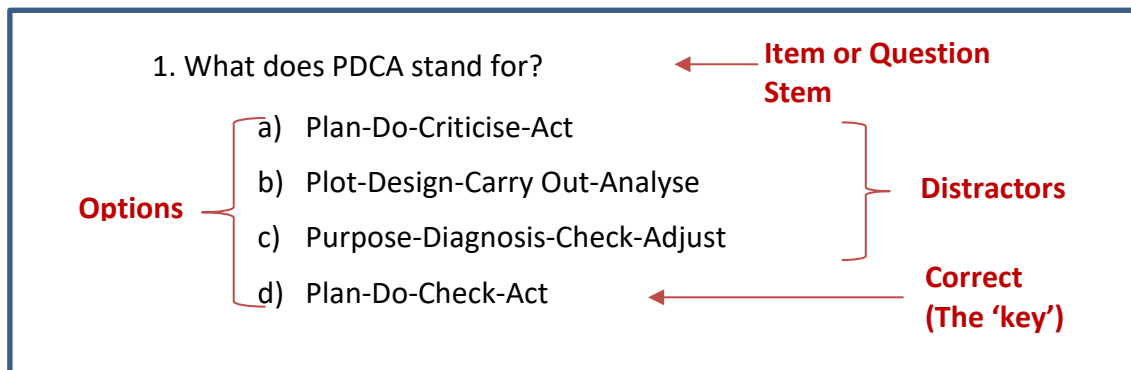 1. What does PDCA stand for?
Item or Question
Stem
a) Plan-Do-Criticise-Act
b) Plot-Design-Carry Out-Analyse
Options
Distractors
c) Purpose-Diagnosis-Check-Adjust
d) Plan-Do-Check-Act
Correct
(The ‘key’)